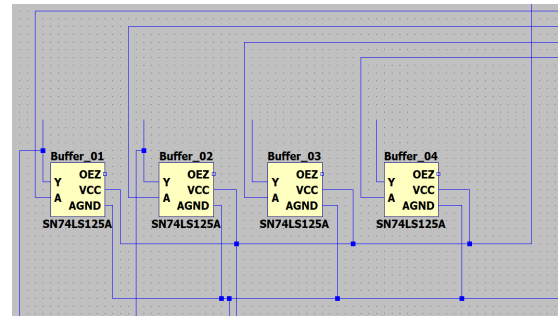 Buffer_01
OEZ
Y
VCC
A
AGND
SN74LS125A
Buffer_02
OEZ
Y
VCC
A
AGND
SN74LS125A
Buffer_03
OEZ
Y
VCC
A
AGND
SN74LS125A
Buffer_04
OEZ
Y
VCC
A
AGND
SN74LS125A